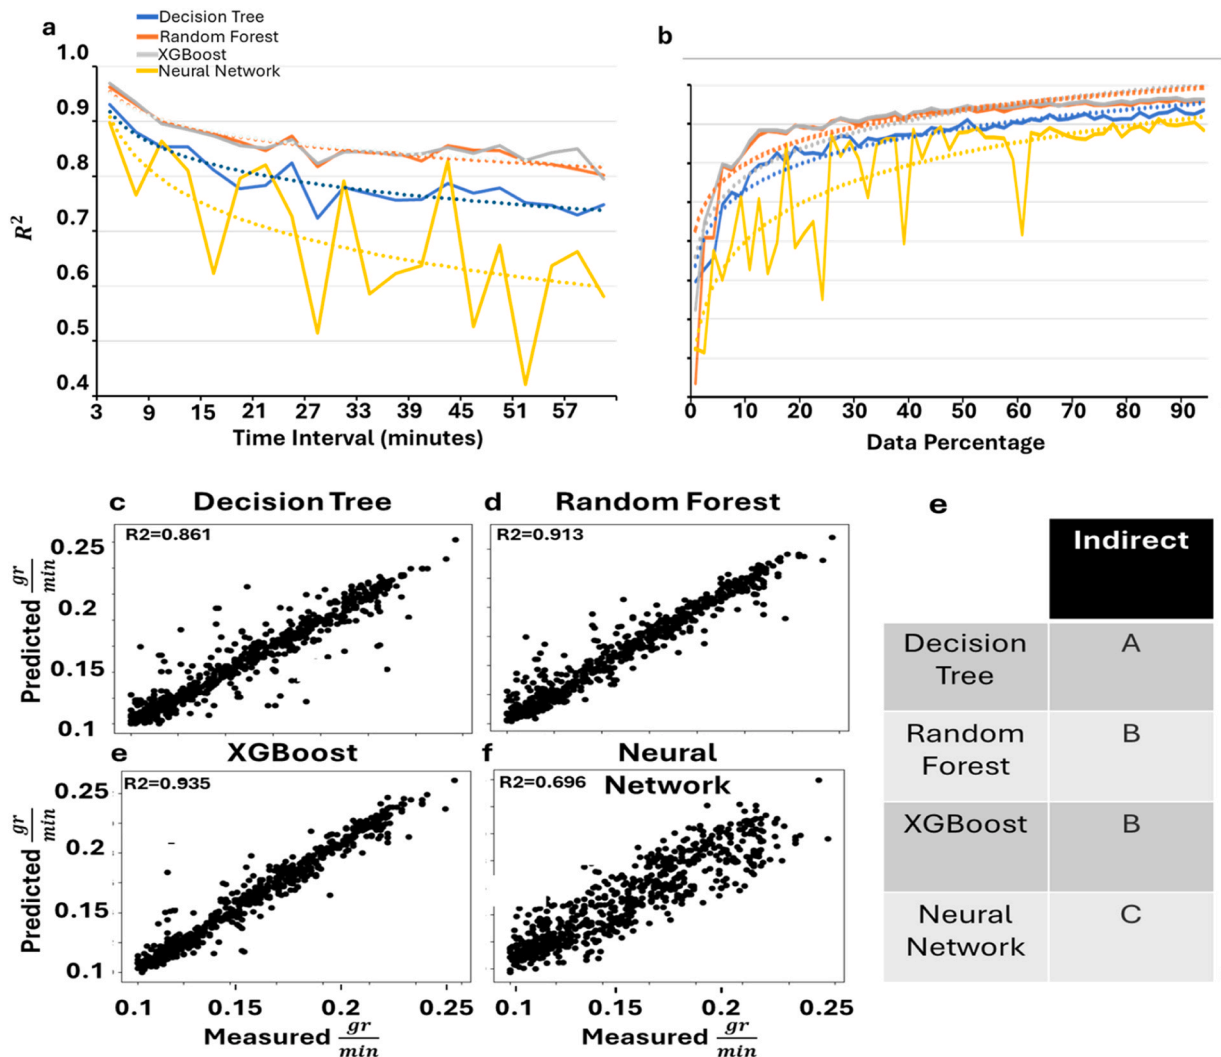 a
Decision Tree
Random Forest
XGBoost
Neural Network
b
1.0
0.9
0.8
0.7
0.6
0.5
0.4
R²
3 9 15 21 27 33 39 45 51 57
Time Interval (minutes)
0 10 20 30 40 50 60 70 80 90
Data Percentage
c Decision Tree
R2=0.861
0.25
0.2
0.15
0.1
Predicted gr/min
d Random Forest
R2=0.913
e XGBoost
R2=0.935
0.25
0.2
0.15
0.1
Predicted gr/min
0.1 0.15 0.2 0.25
Measured gr/min
f Neural
Network
R2=0.696
0.1 0.15 0.2 0.25
Measured gr/min
e
Indirect
Decision
Tree
A
Random
Forest
B
XGBoost
B
Neural
Network
C